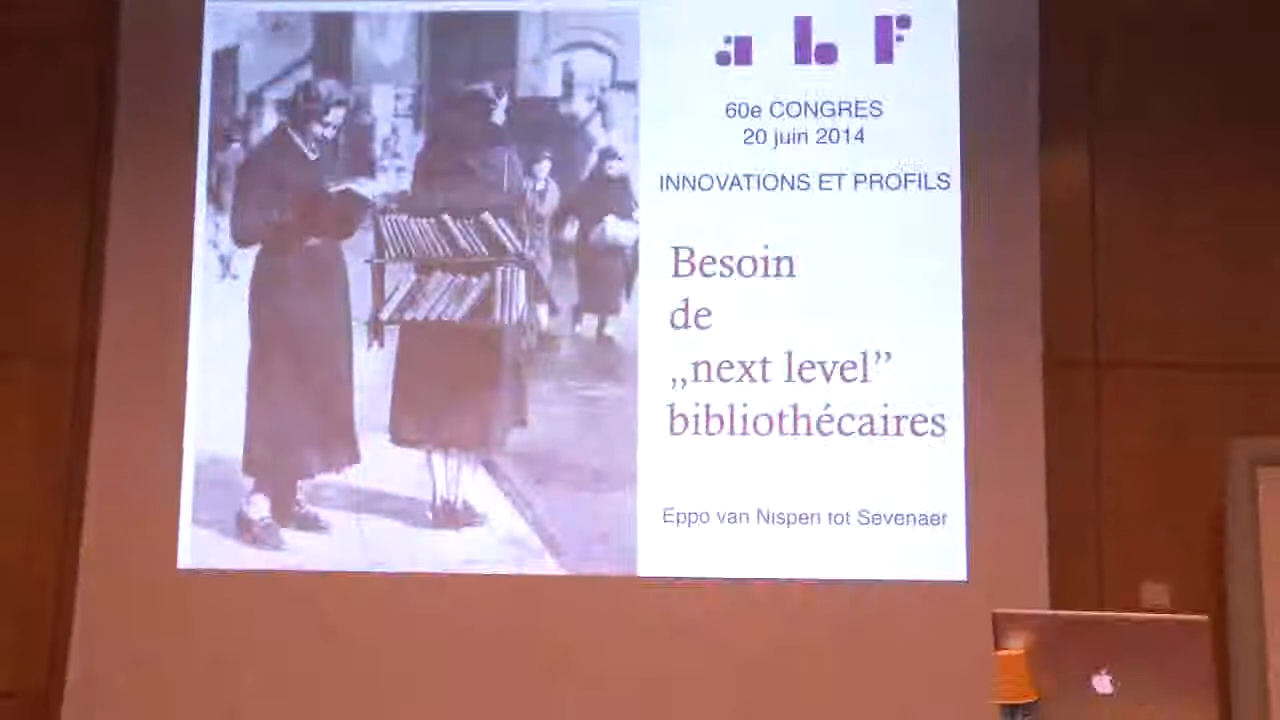 abf
60e CONGRES
20 juin 2014
INNOVATIONS ET PROFILS
Besoin
de
„next level”
bibliothécaires
Eppo van Nispen tot Sevenaer